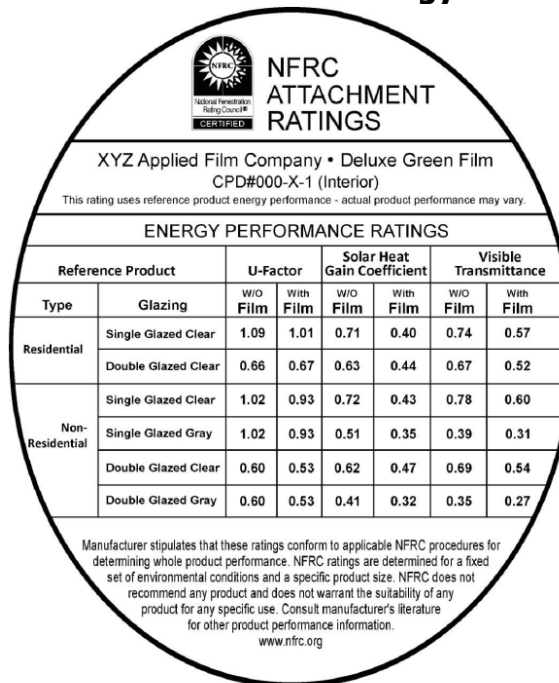 gy
NFRC
National Fenestration
Rating Council®
CERTIFIED
NFRC
ATTACHMENT
RATINGS
XYZ Applied Film Company • Deluxe Green Film
CPD#000-X-1 (Interior)
This rating uses reference product energy performance - actual product performance may vary.
ENERGY PERFORMANCE RATINGS
Reference Product U-Factor Solar Heat Gain Coefficient Visible Transmittance
Type Glazing W/O Film With Film W/O Film With Film W/O Film With Film
Residential Single Glazed Clear 1.09 1.01 0.71 0.40 0.74 0.57
Double Glazed Clear 0.66 0.67 0.63 0.44 0.67 0.52
Non-Residential Single Glazed Clear 1.02 0.93 0.72 0.43 0.78 0.60
Single Glazed Gray 1.02 0.93 0.51 0.35 0.39 0.31
Double Glazed Clear 0.60 0.53 0.62 0.47 0.69 0.54
Double Glazed Gray 0.60 0.53 0.41 0.32 0.35 0.27
Manufacturer stipulates that these ratings conform to applicable NFRC procedures for
determining whole product performance. NFRC ratings are determined for a fixed
set of environmental conditions and a specific product size. NFRC does not
recommend any product and does not warrant the suitability of any
product for any specific use. Consult manufacturer's literature
for other product performance information.
www.nfrc.org